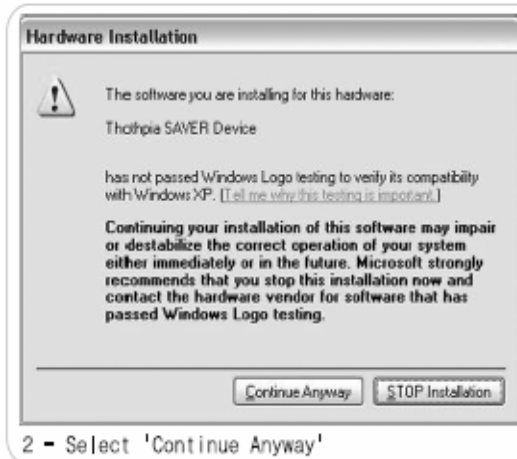 Hardware Installation
The software you are installing for this hardware:
Thothpia SAVER Device
has not passed Windows Logo testing to verify its compatibility
with Windows XP. (Tell me why this testing is important.)
Continuing your installation of this software may impair
or destabilize the correct operation of your system
either immediately or in the future. Microsoft strongly
recommends that you stop this installation now and
contact the hardware vendor for software that has
passed Windows Logo testing.
Continue Anyway
STOP Installation
2 - Select 'Continue Anyway'